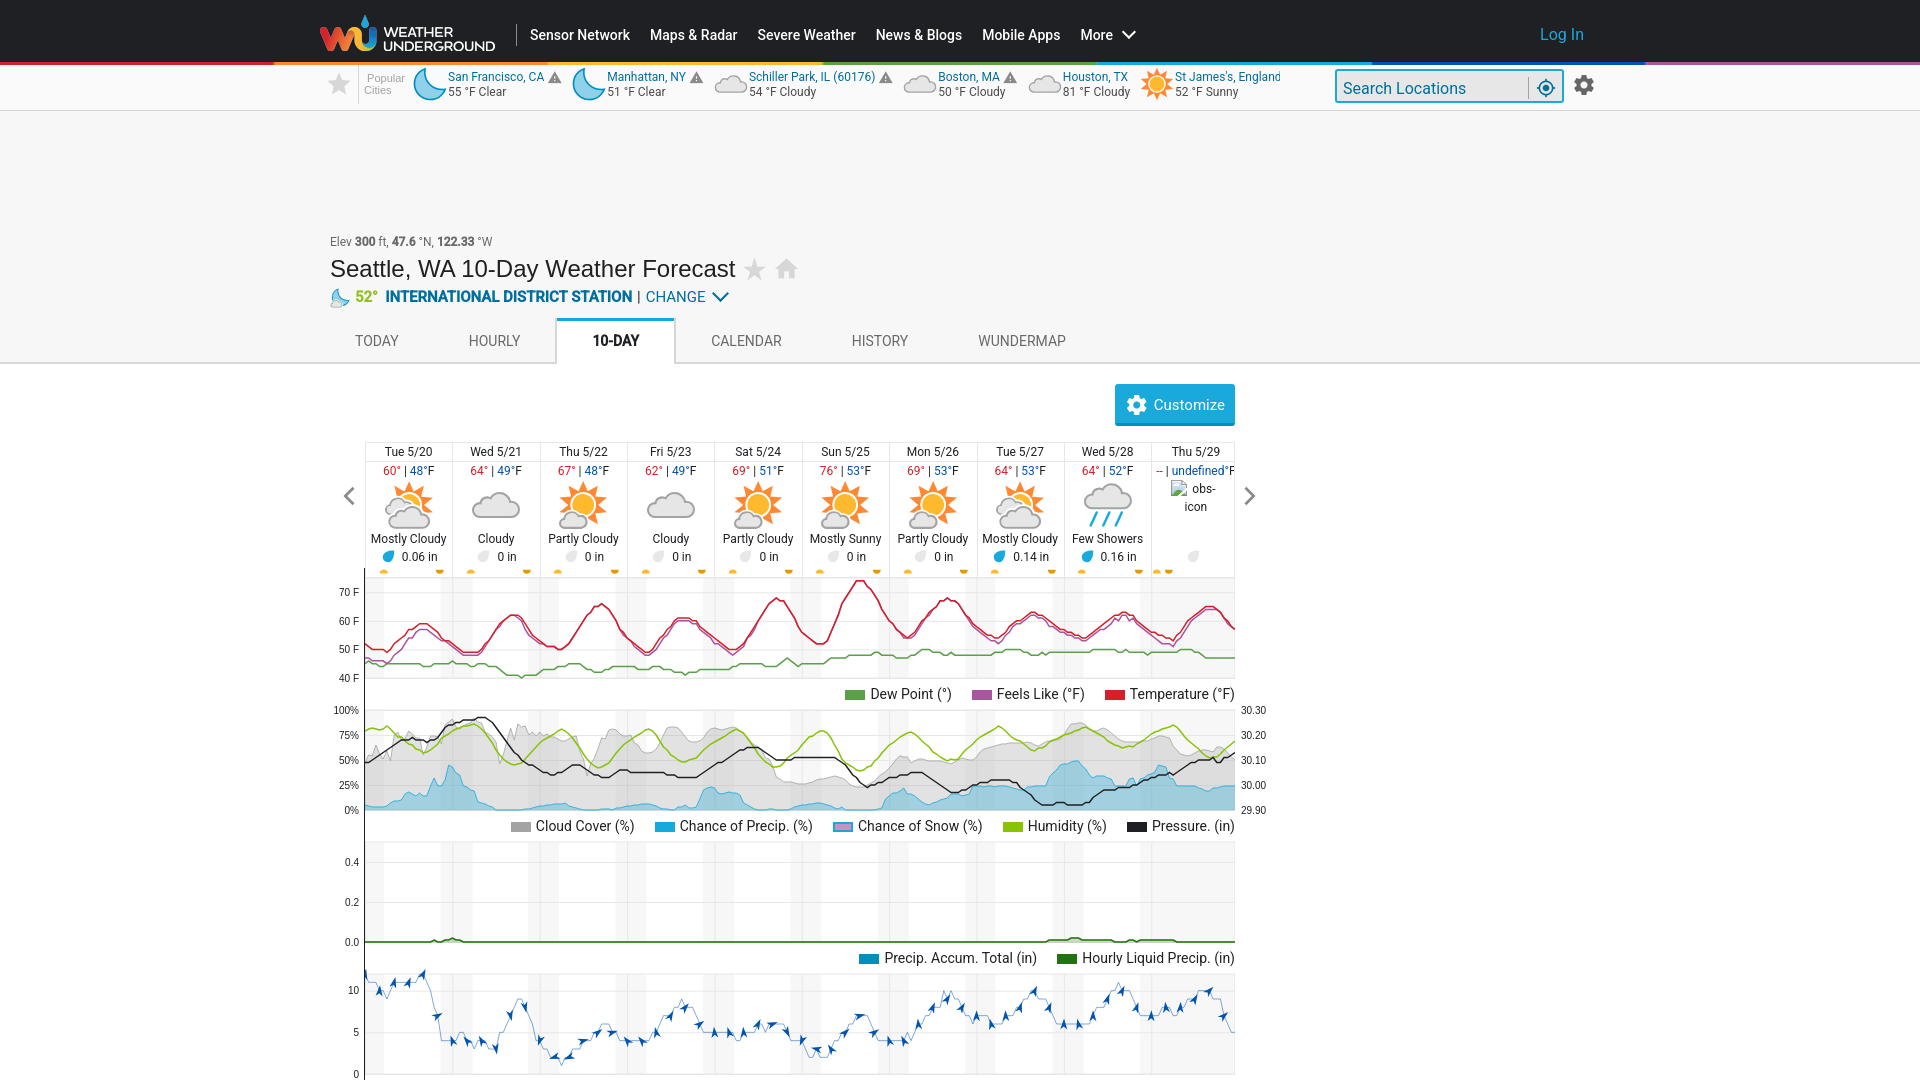 WEATHER
UNDERGROUND
Sensor Network Maps & Radar Severe Weather News & Blogs Mobile Apps More
Log In
Popular
Cities
San Francisco, CA
55 °F Clear
Manhattan, NY
51 °F Clear
Schiller Park, IL (60176)
54 °F Cloudy
Boston, MA
50 °F Cloudy
Houston, TX
81 °F Cloudy
St James's, England
52 °F Sunny
Search Locations
Elev 300 ft, 47.6 °N, 122.33 °W
Seattle, WA 10-Day Weather Forecast
52° INTERNATIONAL DISTRICT STATION | CHANGE
TODAY HOURLY 10-DAY CALENDAR HISTORY WUNDERMAP
Customize
Tue 5/20 Wed 5/21 Thu 5/22 Fri 5/23 Sat 5/24 Sun 5/25 Mon 5/26 Tue 5/27 Wed 5/28 Thu 5/29
60° | 48°F 64° | 49°F 67° | 48°F 62° | 49°F 69° | 51°F 76° | 53°F 69° | 53°F 64° | 53°F 64° | 52°F -- | undefined°F
obs-
icon
Mostly Cloudy Cloudy Partly Cloudy Cloudy Partly Cloudy Mostly Sunny Partly Cloudy Mostly Cloudy Few Showers
0.06 in 0 in 0 in 0 in 0 in 0 in 0 in 0.14 in 0.16 in
70 F
60 F
50 F
40 F
Dew Point (°) Feels Like (°F) Temperature (°F)
100% 30.30
75% 30.20
50% 30.10
25% 30.00
0% 29.90
Cloud Cover (%) Chance of Precip. (%) Chance of Snow (%) Humidity (%) Pressure. (in)
0.4
0.2
0.0
Precip. Accum. Total (in) Hourly Liquid Precip. (in)
10
5
0